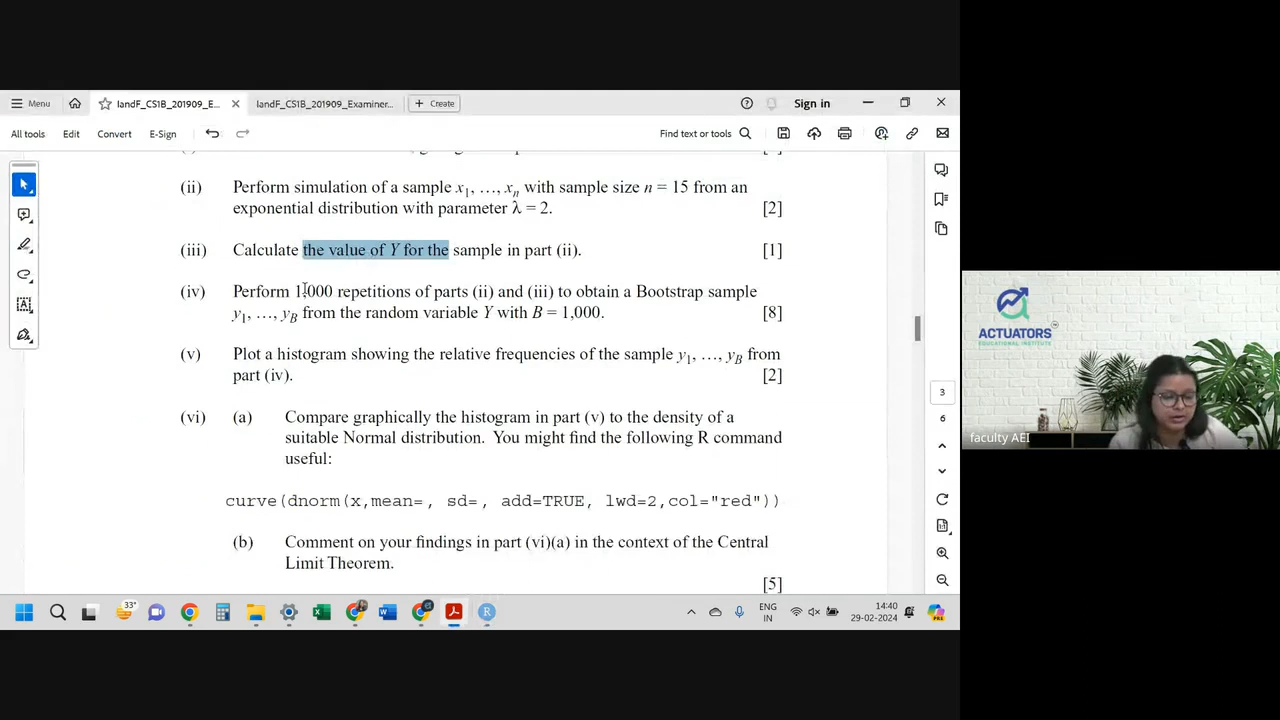 Menu
IandF_CS1B_201909_E...
IandF_CS1B_201909_Examiner...
Create
Sign in
All tools
Edit
Convert
E-Sign
Find text or tools
(ii) Perform simulation of a sample x1, …, xn with sample size n = 15 from an
exponential distribution with parameter λ = 2. [2]
(iii) Calculate the value of Y for the sample in part (ii). [1]
(iv) Perform 1,000 repetitions of parts (ii) and (iii) to obtain a Bootstrap sample
y1, …, yB from the random variable Y with B = 1,000. [8]
(v) Plot a histogram showing the relative frequencies of the sample y1, …, yB from
part (iv). [2]
(vi) (a) Compare graphically the histogram in part (v) to the density of a
suitable Normal distribution. You might find the following R command
useful:
curve(dnorm(x,mean=, sd=, add=TRUE, lwd=2,col="red"))
(b) Comment on your findings in part (vi)(a) in the context of the Central
Limit Theorem.
[5]
3
6
ACTUATORS
EDUCATIONAL INSTITUTE
faculty AEI
33°
ENG
IN
14:40
29-02-2024